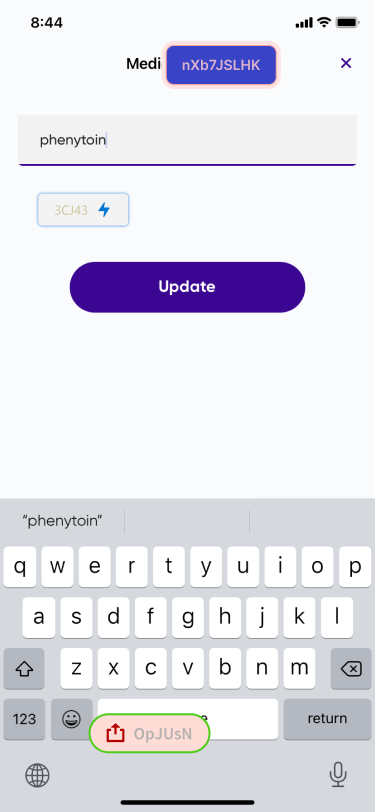 8:44
Medi
nXb7JSLHK
phenytoin
3CJ43
Update
"phenytoin"
q w e r t y u i o p
a s d f g h j k l
z x c v b n m
123
return
OpJUsN